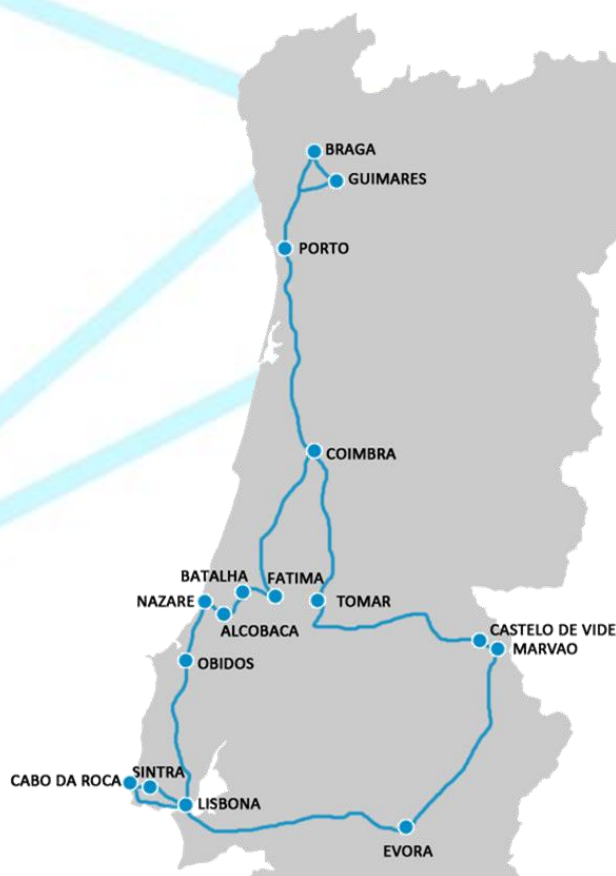 BRAGA
GUIMARES
PORTO
COIMBRA
BATALHA
FATIMA
NAZARE
TOMAR
ALCOBACA
CASTELO DE VIDE
MARVAO
OBIDOS
SINTRA
CABO DA ROCA
LISBONA
EVORA